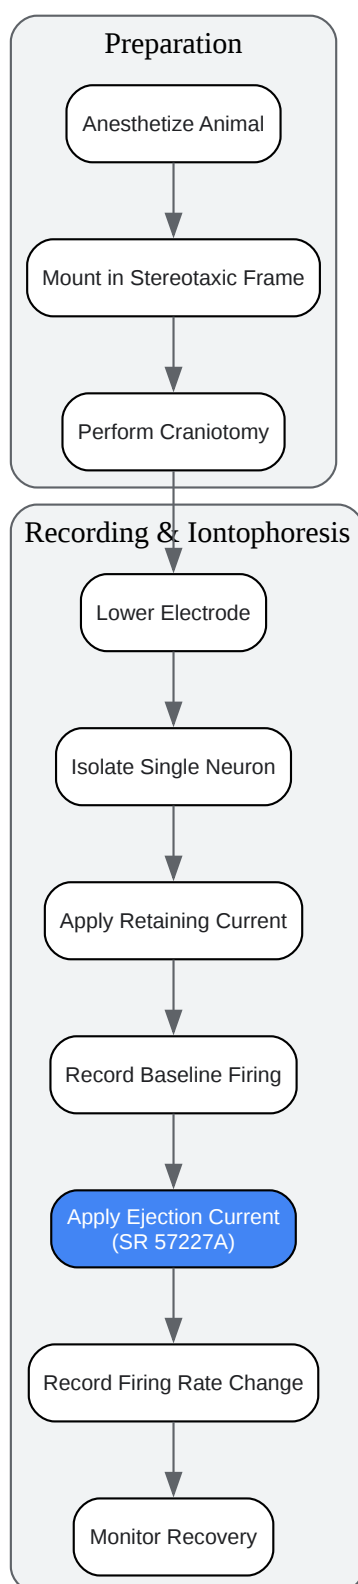 Preparation
Anesthetize Animal
Mount in Stereotaxic Frame
Perform Craniotomy
Recording & Iontophoresis
Lower Electrode
Isolate Single Neuron
Apply Retaining Current
Record Baseline Firing
Apply Ejection Current
(SR 57227A)
Record Firing Rate Change
Monitor Recovery